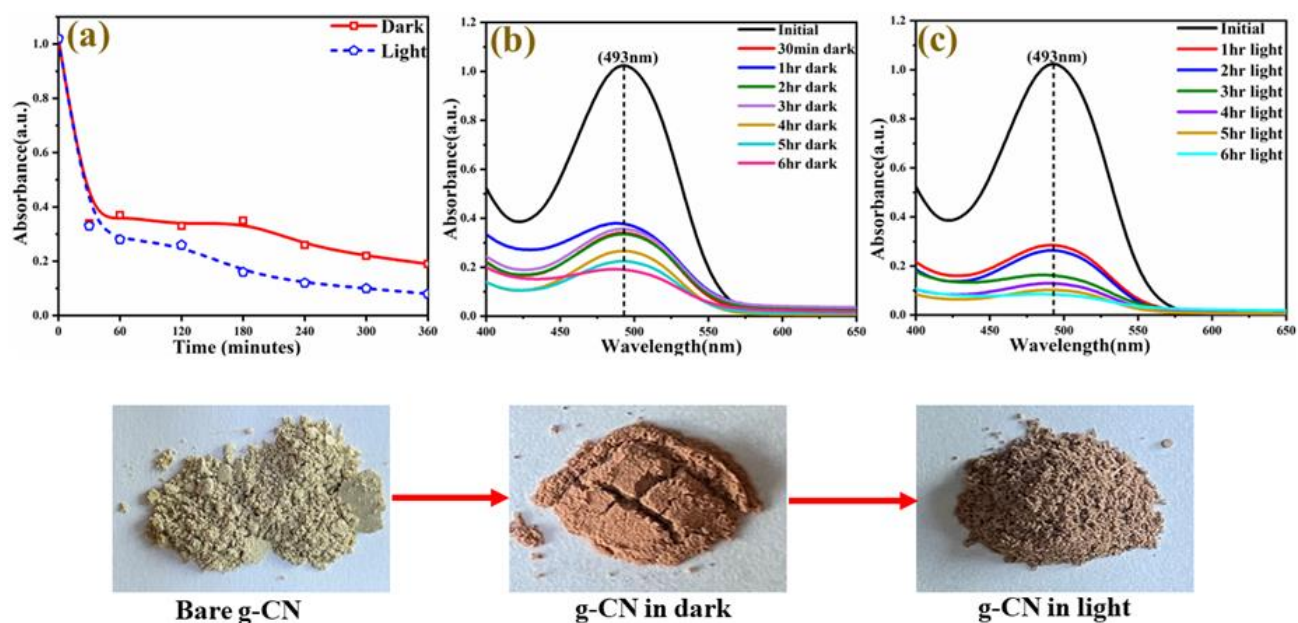 (a)
Dark
Light
Absorbance(a.u.)
1.0
0.8
0.6
0.4
0.2
0.0
0 60 120 180 240 300 360
Time (minutes)
(b)
(493nm)
Initial
30min dark
1hr dark
2hr dark
3hr dark
4hr dark
5hr dark
6hr dark
Absorbance(a.u.)
1.2
1.0
0.8
0.6
0.4
0.2
0.0
400 450 500 550 600 650
Wavelength(nm)
(c)
(493nm)
Initial
1hr light
2hr light
3hr light
4hr light
5hr light
6hr light
Absorbance(a.u.)
1.2
1.0
0.8
0.6
0.4
0.2
0.0
400 450 500 550 600 650
Wavelength(nm)
Bare g-CN
g-CN in dark
g-CN in light